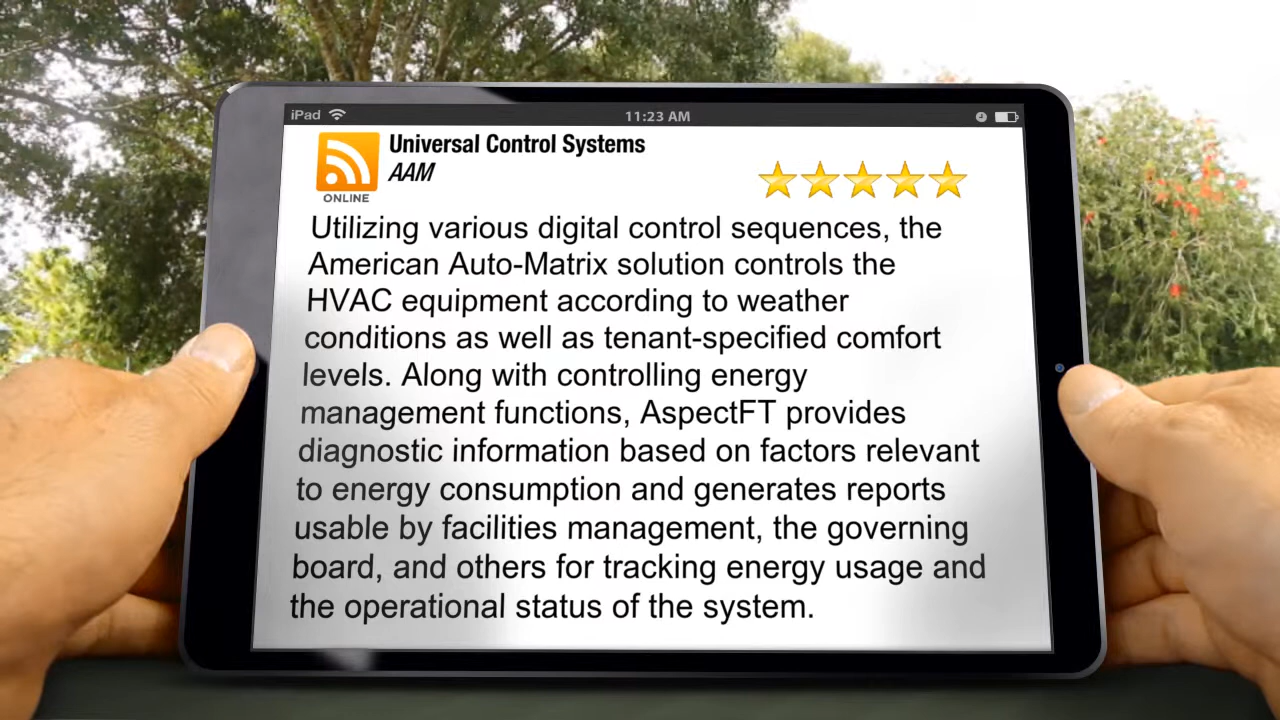 iPad
11:23 AM
Universal Control Systems
AAM
ONLINE
Utilizing various digital control sequences, the
American Auto-Matrix solution controls the
HVAC equipment according to weather
conditions as well as tenant-specified comfort
levels. Along with controlling energy
management functions, AspectFT provides
diagnostic information based on factors relevant
to energy consumption and generates reports
usable by facilities management, the governing
board, and others for tracking energy usage and
the operational status of the system.